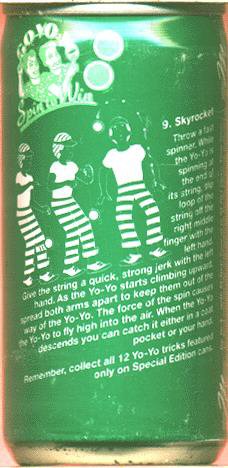 YO-YO
Spin to Win
9. Skyrocket
Throw a fast
spinner. While
the Yo-Yo is
spinning at
the end of
its string, slip
loop of the
string off the
right middle
finger with the
left hand.
Give the string a quick, strong jerk with the left
hand. As the Yo-Yo starts climbing upward,
spread both arms apart to keep them out of the
way of the Yo-Yo. The force of the spin causes
the Yo-Yo to fly high into the air. When the Yo-Yo
descends you can catch it either in a coat
pocket or your hand.
Remember, collect all 12 Yo-Yo tricks featured
only on Special Edition cans.